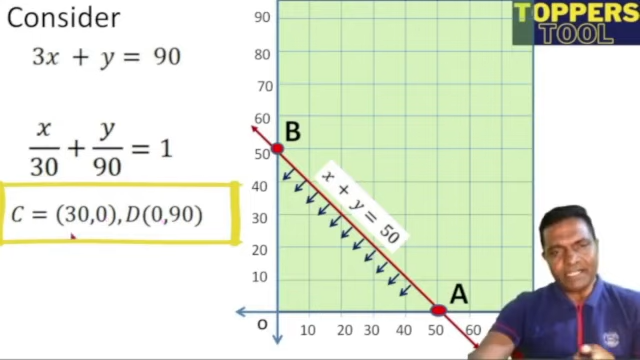 Consider
3x + y = 90
x/30 + y/90 = 1
C = (30,0), D(0,90)
TOPPERS
TOOL
90
80
70
60
50
40
30
20
10
B
x + y = 50
A
O
10
20
30
40
50
60